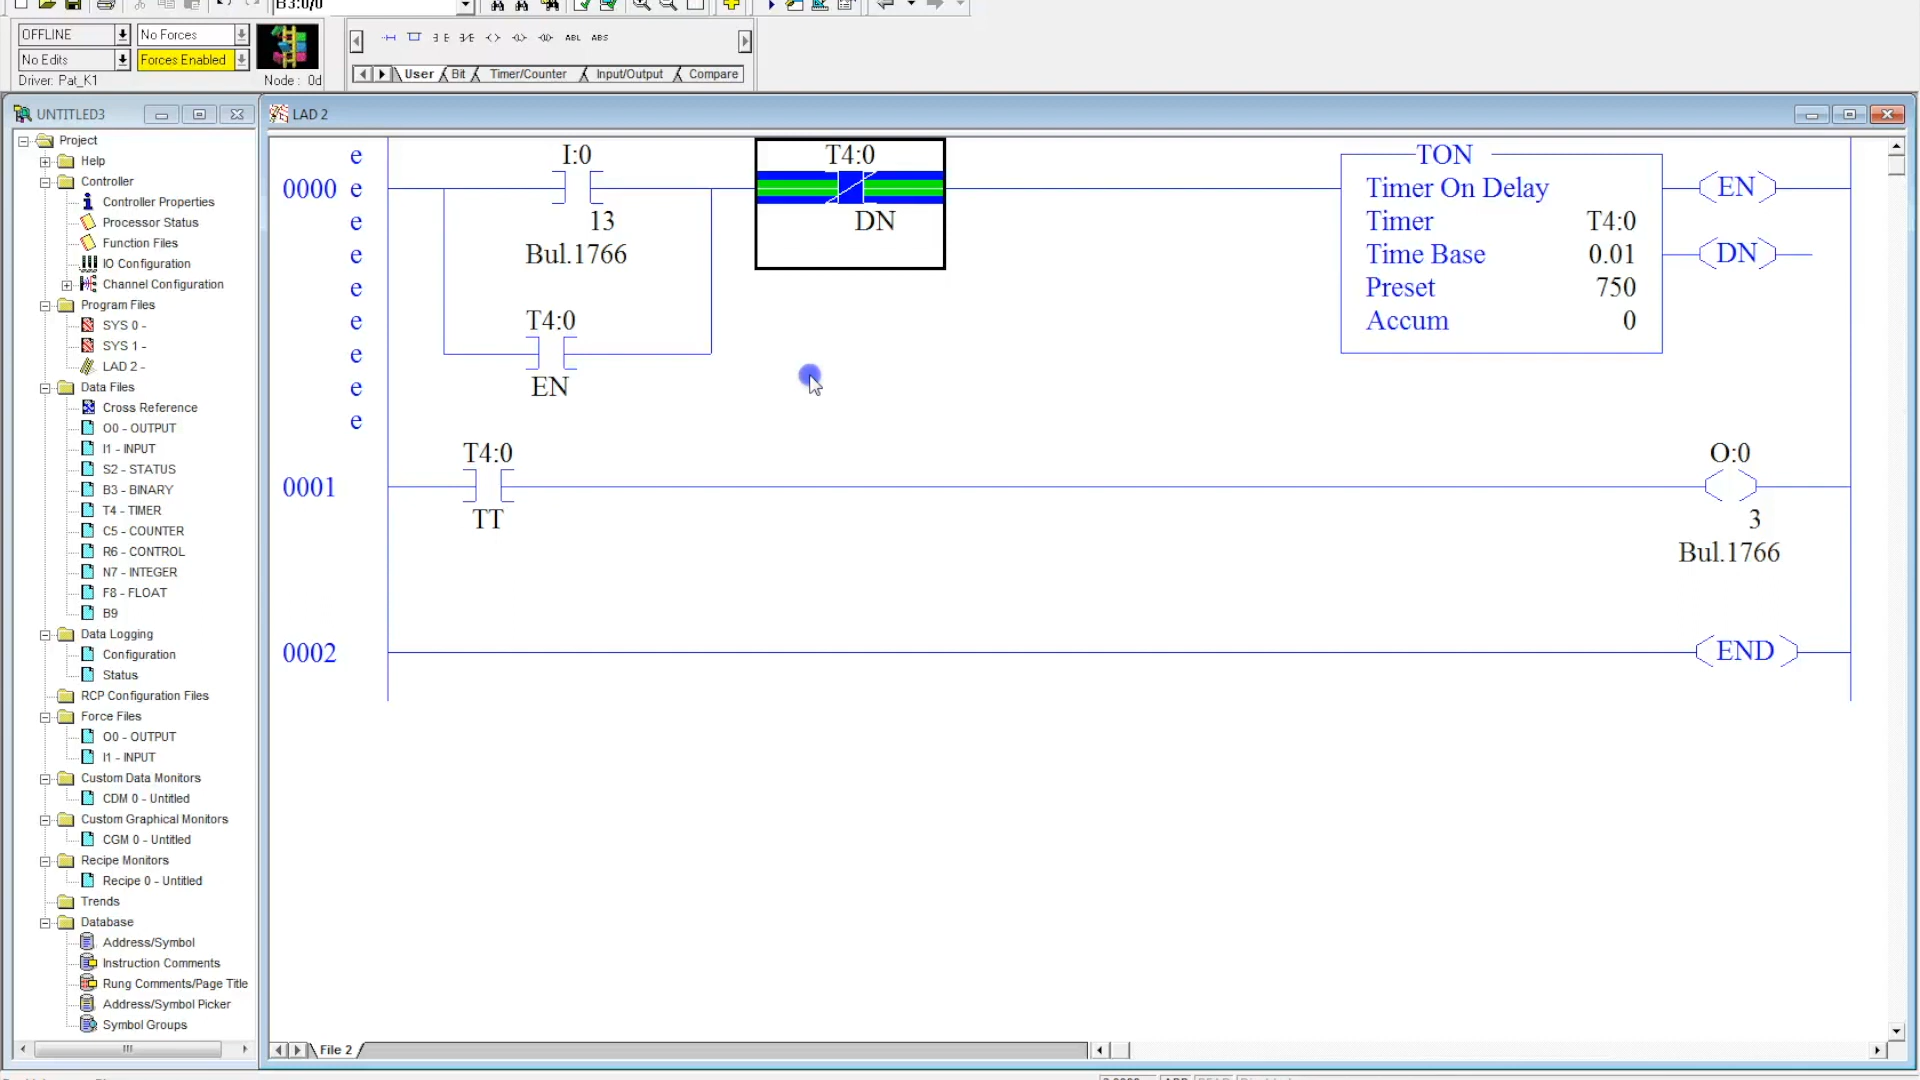 B3:0/0
OFFLINE
No Forces
No Edits
Forces Enabled
Driver: Pat_K1
Node : 0d
ABL ABS
User Bit Timer/Counter Input/Output Compare
UNTITLED3
Project
Help
Controller
Controller Properties
Processor Status
Function Files
IO Configuration
Channel Configuration
Program Files
SYS 0 -
SYS 1 -
LAD 2 -
Data Files
Cross Reference
O0 - OUTPUT
I1 - INPUT
S2 - STATUS
B3 - BINARY
T4 - TIMER
C5 - COUNTER
R6 - CONTROL
N7 - INTEGER
F8 - FLOAT
B9
Data Logging
Configuration
Status
RCP Configuration Files
Force Files
O0 - OUTPUT
I1 - INPUT
Custom Data Monitors
CDM 0 - Untitled
Custom Graphical Monitors
CGM 0 - Untitled
Recipe Monitors
Recipe 0 - Untitled
Trends
Database
Address/Symbol
Instruction Comments
Rung Comments/Page Title
Address/Symbol Picker
Symbol Groups
LAD 2
e
0000 e
e
e
e
e
e
e
e
I:0
13
Bul.1766
T4:0
EN
T4:0
DN
TON
Timer On Delay
Timer T4:0
Time Base 0.01
Preset 750
Accum 0
EN
DN
0001
T4:0
TT
O:0
3
Bul.1766
0002
END
File 2